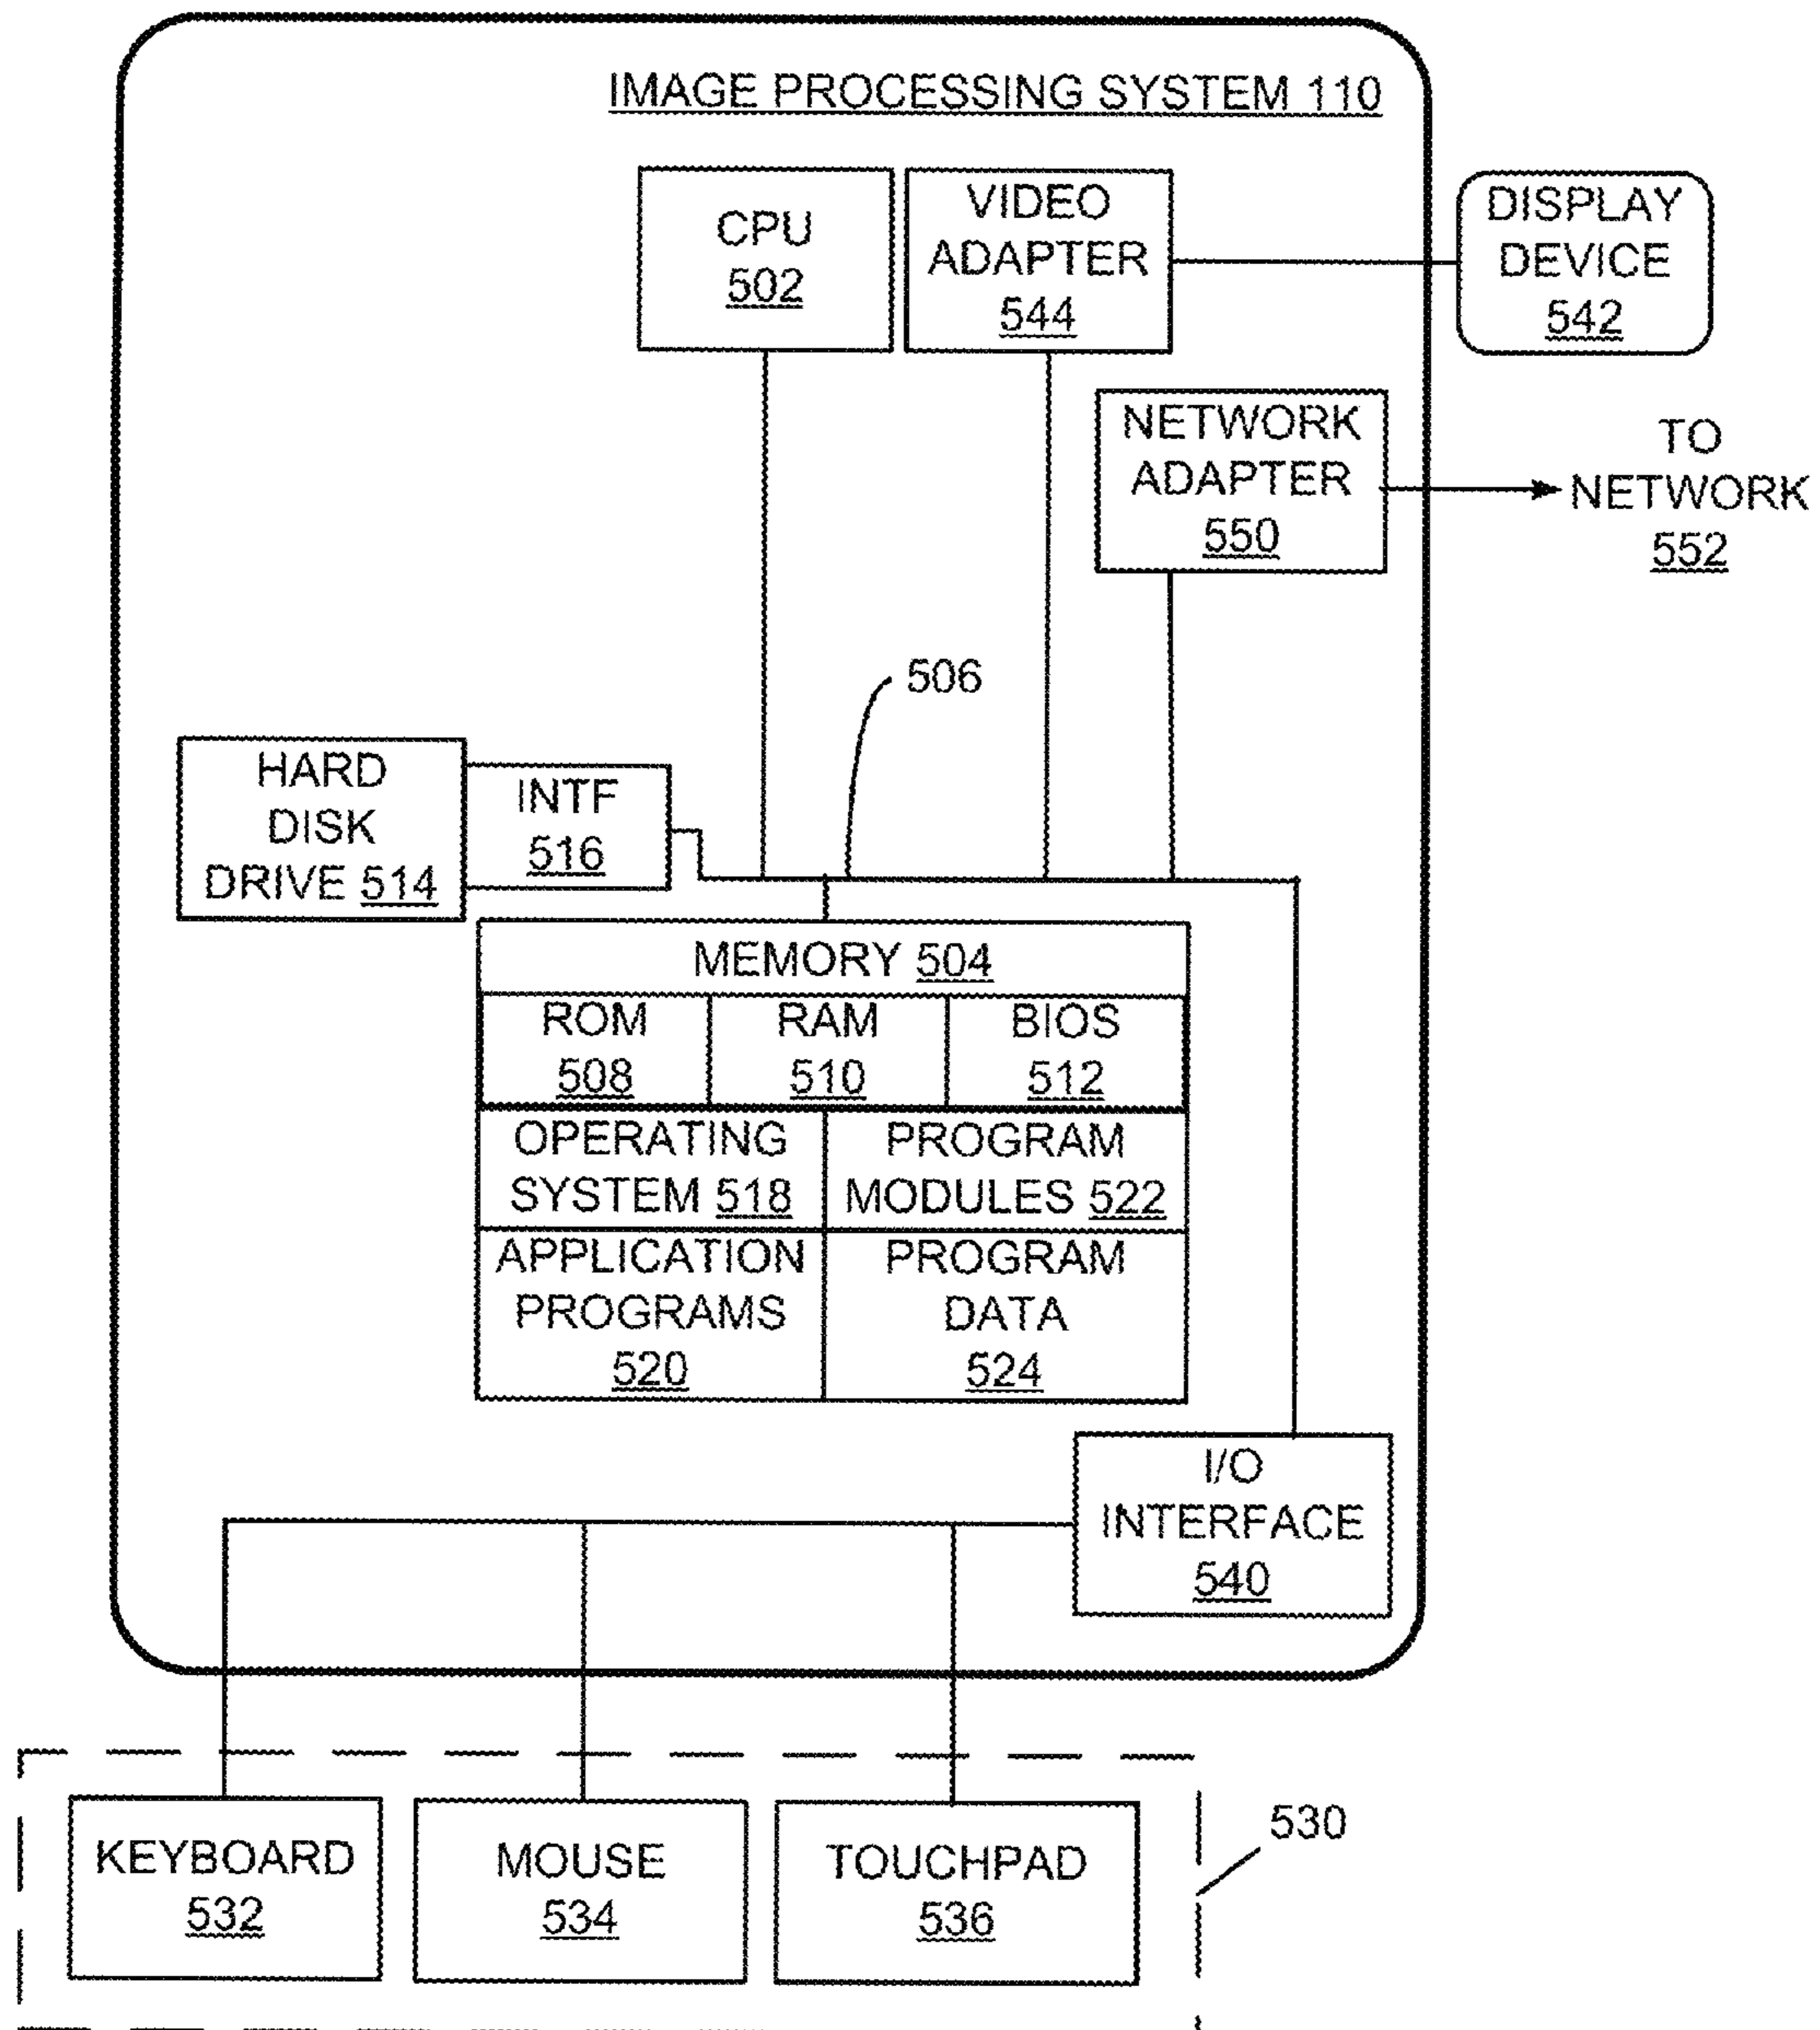 IMAGE PROCESSING SYSTEM 110
CPU
502
VIDEO
ADAPTER
544
DISPLAY
DEVICE
542
NETWORK
ADAPTER
550
TO
NETWORK
552
506
HARD
DISK
DRIVE 514
INTF
516
MEMORY 504
ROM
508
RAM
510
BIOS
512
OPERATING
SYSTEM 518
PROGRAM
MODULES 522
APPLICATION
PROGRAMS
520
PROGRAM
DATA
524
I/O
INTERFACE
540
KEYBOARD
532
MOUSE
534
TOUCHPAD
536
530